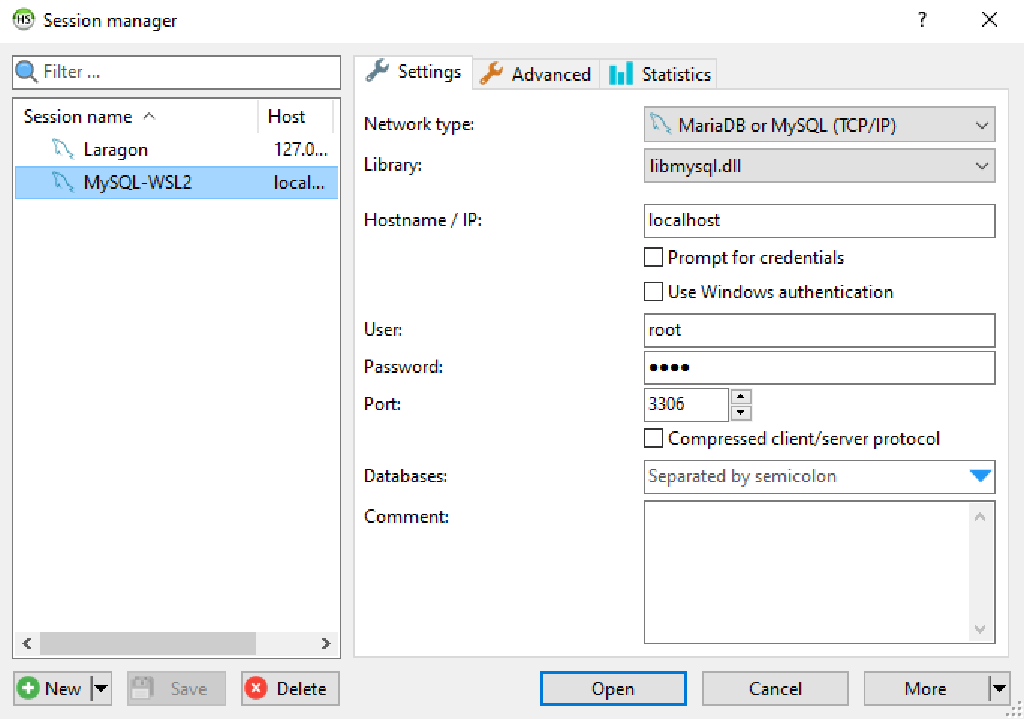 HS Session manager ?
Filter ...
Settings Advanced Statistics
Session name Host
Laragon 127.0...
MySQL-WSL2 local...
Network type: MariaDB or MySQL (TCP/IP)
Library: libmysql.dll
Hostname / IP: localhost
Prompt for credentials
Use Windows authentication
User: root
Password: ●●●●
Port: 3306
Compressed client/server protocol
Databases: Separated by semicolon
Comment:
New Save Delete Open Cancel More